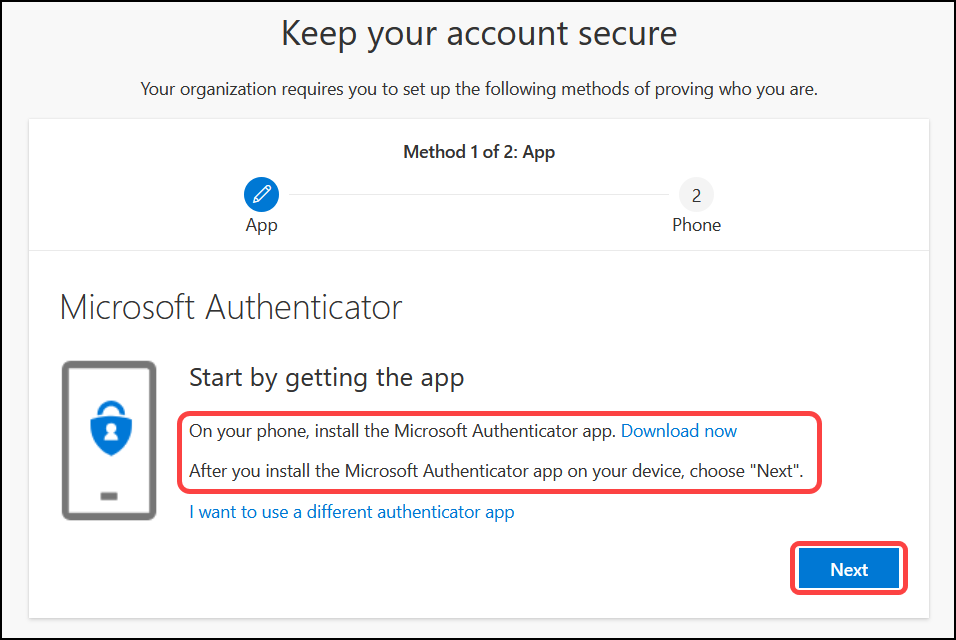 Keep your account secure
Your organization requires you to set up the following methods of proving who you are.
Method 1 of 2: App
2
App
Phone
Microsoft Authenticator
Start by getting the app
On your phone, install the Microsoft Authenticator app. Download now
After you install the Microsoft Authenticator app on your device, choose "Next".
I want to use a different authenticator app
Next